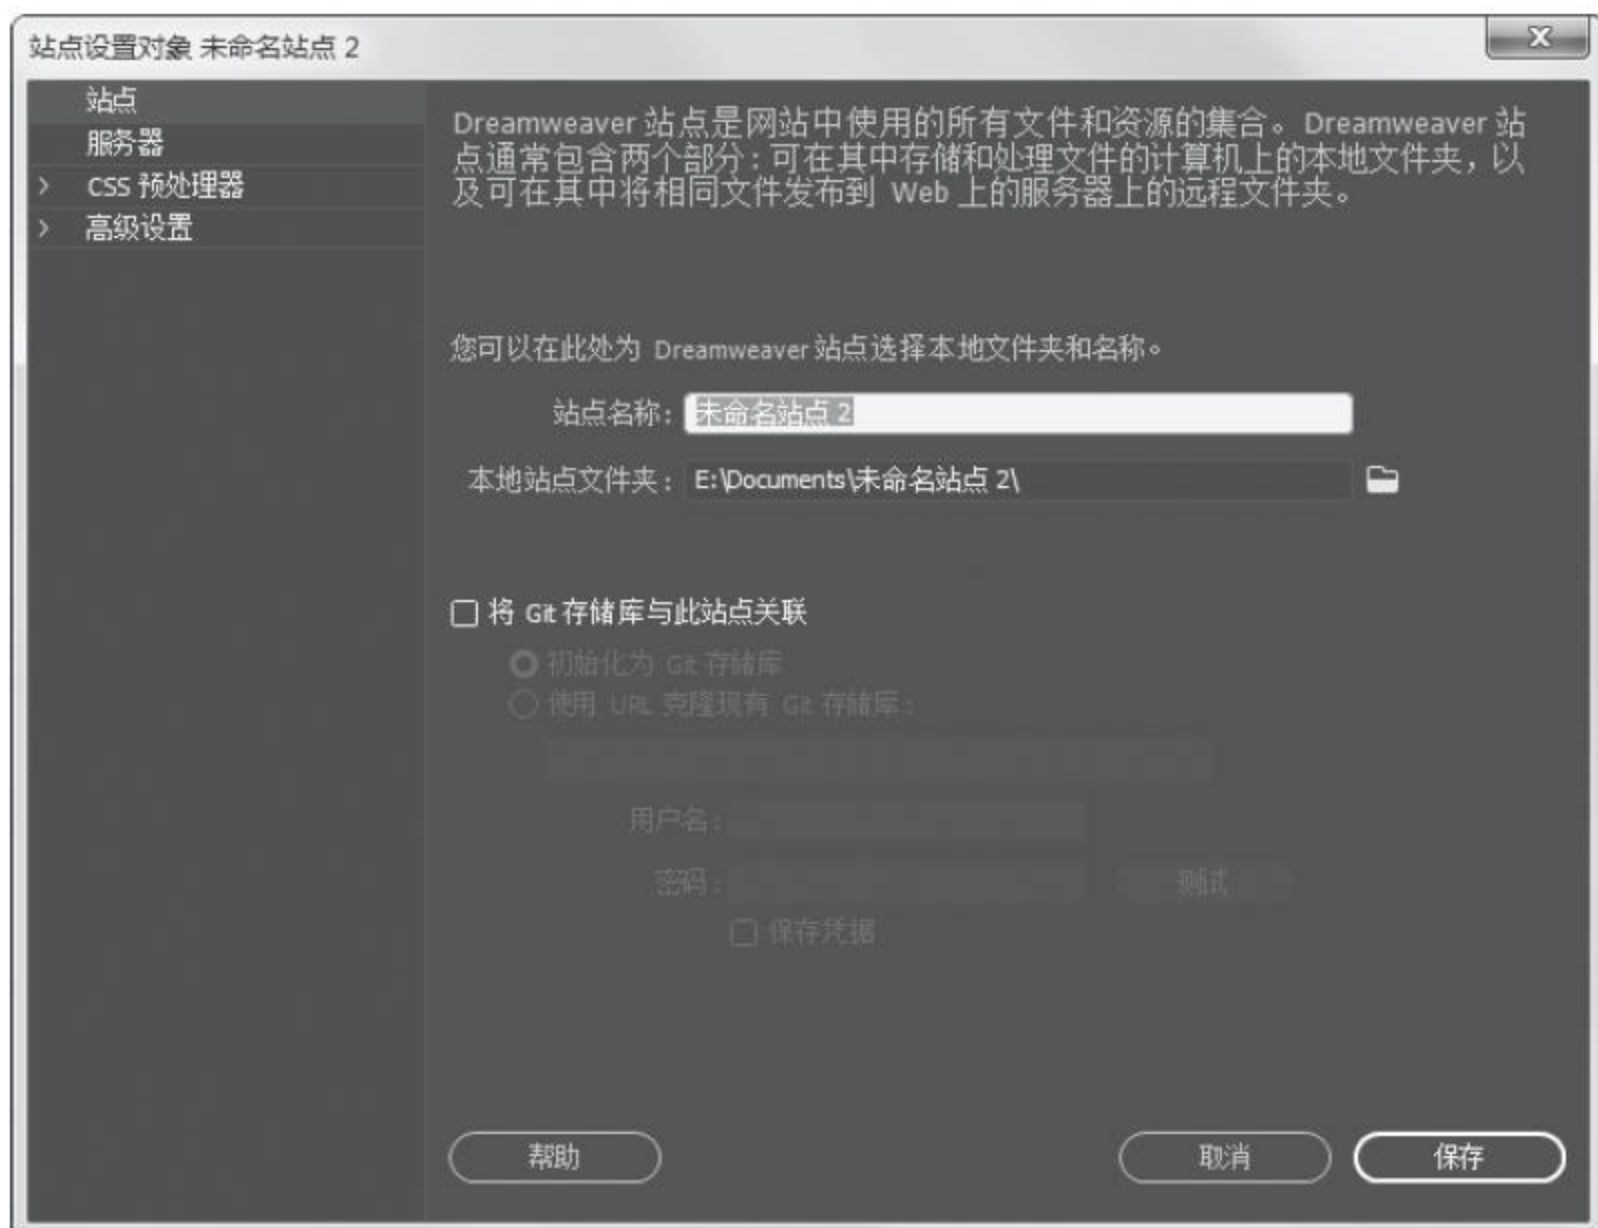 站点设置对象 未命名站点 2
站点
服务器
CSS 预处理器
高级设置
Dreamweaver 站点是网站中使用的所有文件和资源的集合。Dreamweaver 站
点通常包含两个部分：可在其中存储和处理文件的计算机上的本地文件夹，以
及可在其中将相同文件发布到 Web 上的服务器上的远程文件夹。
您可以在此处为 Dreamweaver 站点选择本地文件夹和名称。
站点名称： 未命名站点 2
本地站点文件夹： E:\Documents\未命名站点 2\
将 Git 存储库与此站点关联
初始化为 Git 存储库
使用 URL 克隆现有 Git 存储库：
用户名：
密码： 测试
保存凭据
帮助 取消 保存